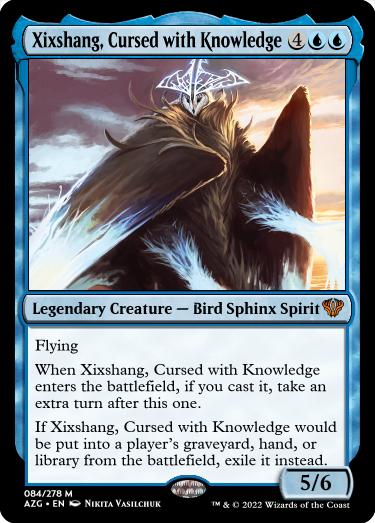 Xixshang, Cursed with Knowledge 4
Legendary Creature — Bird Sphinx Spirit
Flying
When Xixshang, Cursed with Knowledge
enters the battlefield, if you cast it, take an
extra turn after this one.
If Xixshang, Cursed with Knowledge would
be put into a player's graveyard, hand, or
library from the battlefield, exile it instead.
5/6
084/278 M
AZG • EN Nikita Vasilchuk
™ & © 2022 Wizards of the Coast